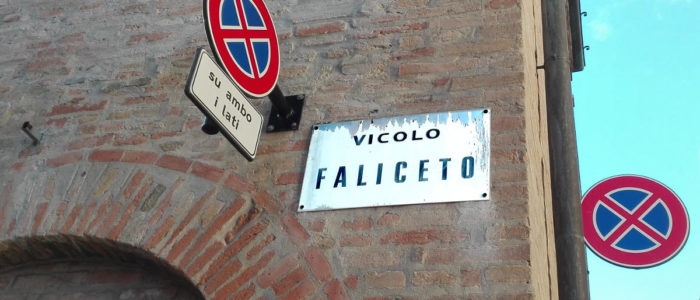 su ambo
i lati
VICOLO
FALICETO